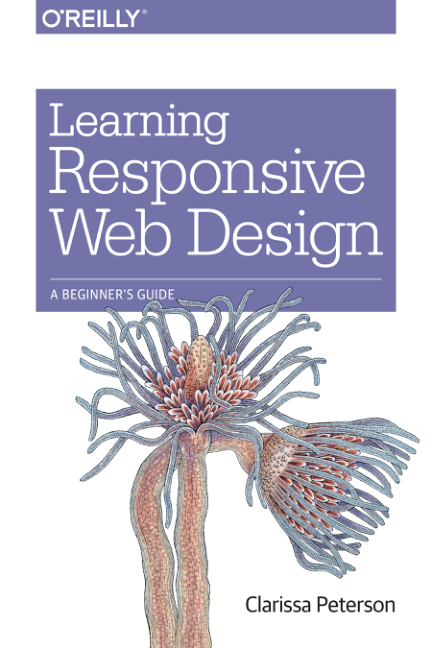 O'REILLY®
Learning
Responsive
Web Design
A BEGINNER'S GUIDE
Clarissa Peterson